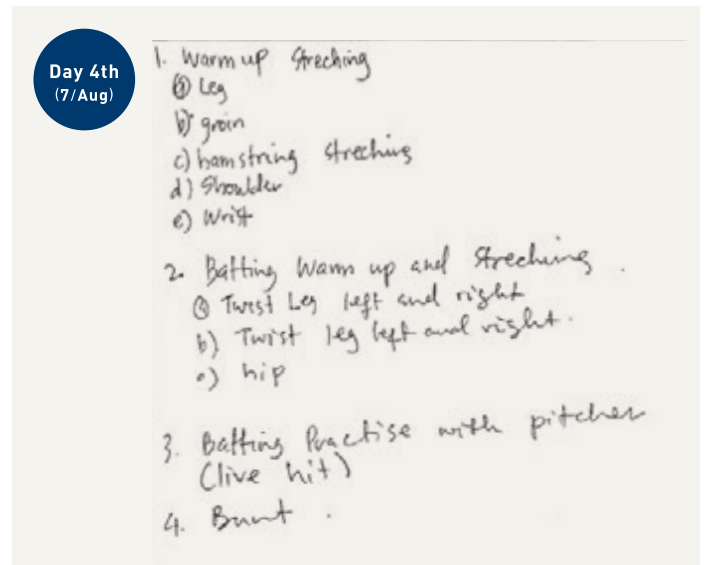 Day 4th
(7/Aug)
1. Warm up Streching
a) Leg
b) groin
c) hamstring streching
d) Shoulder
e) Wrist
2. Batting Warm up and Streching.
a) Twist Leg left and right
b) Twist leg left and right.
c) hip
3. Batting Practise with pitcher
(live hit)
4. Bunt.